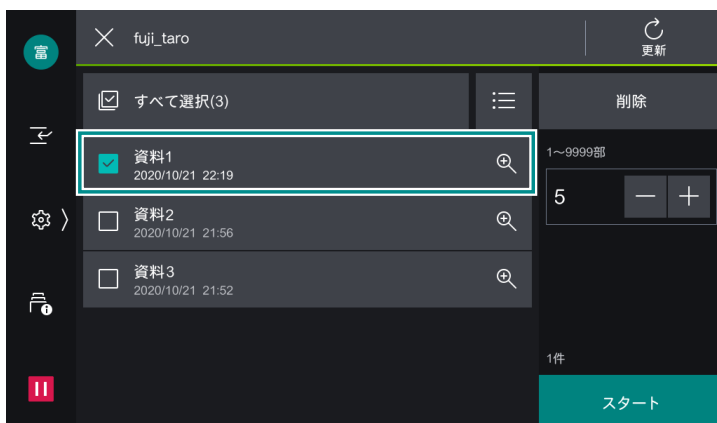 富
fuji_taro
更新
すべて選択(3)
削除
資料1
2020/10/21 22:19
1～9999部
5
資料2
2020/10/21 21:56
資料3
2020/10/21 21:52
1件
スタート